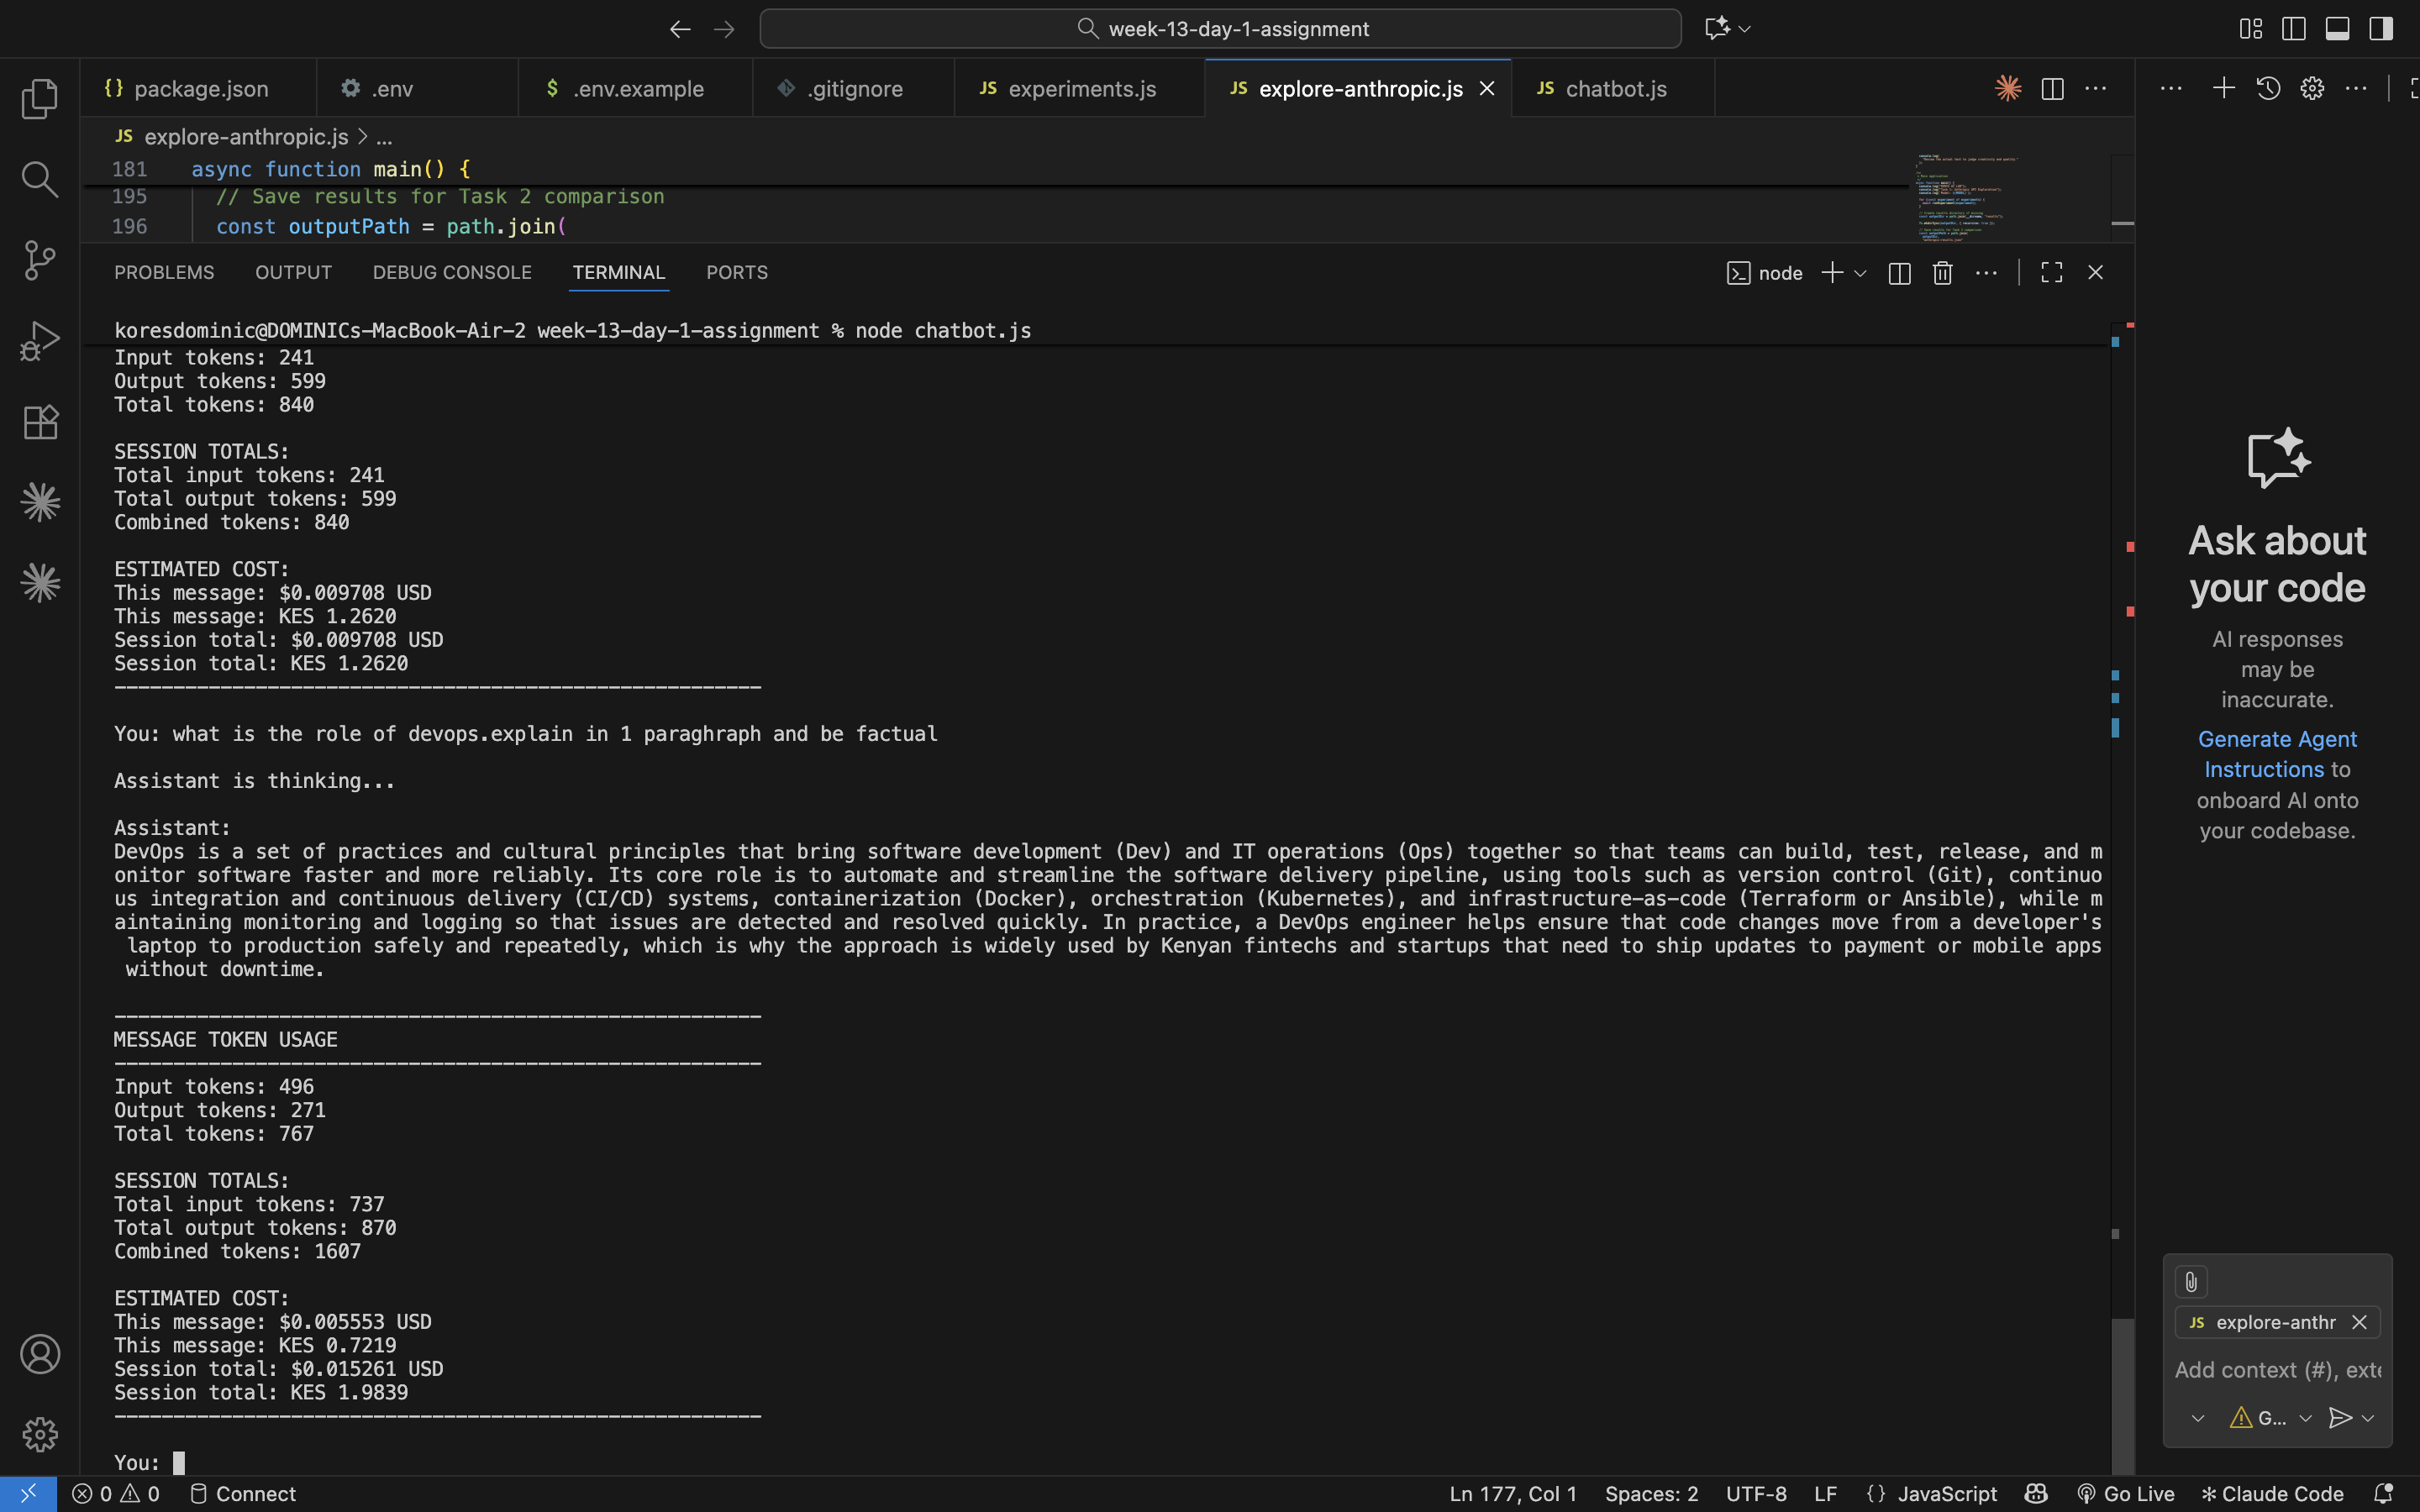 week-13-day-1-assignment
{} package.json
.env
$ .env.example
.gitignore
JS experiments.js
JS explore-anthropic.js
JS chatbot.js
JS explore-anthropic.js > ...
181 async function main() {
195 // Save results for Task 2 comparison
196 const outputPath = path.join(
PROBLEMS OUTPUT DEBUG CONSOLE TERMINAL PORTS
node
koresdominic@DOMINICs-MacBook-Air-2 week-13-day-1-assignment % node chatbot.js
Input tokens: 241
Output tokens: 599
Total tokens: 840
SESSION TOTALS:
Total input tokens: 241
Total output tokens: 599
Combined tokens: 840
ESTIMATED COST:
This message: $0.009708 USD
This message: KES 1.2620
Session total: $0.009708 USD
Session total: KES 1.2620
-------------------------------------------------------
You: what is the role of devops.explain in 1 paraghraph and be factual
Assistant is thinking...
Assistant:
DevOps is a set of practices and cultural principles that bring software development (Dev) and IT operations (Ops) together so that teams can build, test, release, and m
onitor software faster and more reliably. Its core role is to automate and streamline the software delivery pipeline, using tools such as version control (Git), continuo
us integration and continuous delivery (CI/CD) systems, containerization (Docker), orchestration (Kubernetes), and infrastructure-as-code (Terraform or Ansible), while m
aintaining monitoring and logging so that issues are detected and resolved quickly. In practice, a DevOps engineer helps ensure that code changes move from a developer's
laptop to production safely and repeatedly, which is why the approach is widely used by Kenyan fintechs and startups that need to ship updates to payment or mobile apps
without downtime.
-------------------------------------------------------
MESSAGE TOKEN USAGE
-------------------------------------------------------
Input tokens: 496
Output tokens: 271
Total tokens: 767
SESSION TOTALS:
Total input tokens: 737
Total output tokens: 870
Combined tokens: 1607
ESTIMATED COST:
This message: $0.005553 USD
This message: KES 0.7219
Session total: $0.015261 USD
Session total: KES 1.9839
-------------------------------------------------------
You:
Ask about
your code
AI responses
may be
inaccurate.
Generate Agent
Instructions to
onboard AI onto
your codebase.
JS explore-anthr
Add context (#), exte
G...
0 0 Connect
Ln 177, Col 1 Spaces: 2 UTF-8 LF {} JavaScript Go Live Claude Code